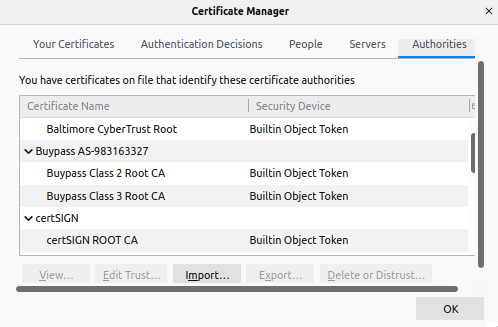 Certificate Manager
Your Certificates Authentication Decisions People Servers Authorities
You have certificates on file that identify these certificate authorities
Certificate Name Security Device
Baltimore CyberTrust Root Builtin Object Token
Buypass AS-983163327
Buypass Class 2 Root CA Builtin Object Token
Buypass Class 3 Root CA Builtin Object Token
certSIGN
certSIGN ROOT CA Builtin Object Token
View... Edit Trust... Import... Export... Delete or Distrust...
OK